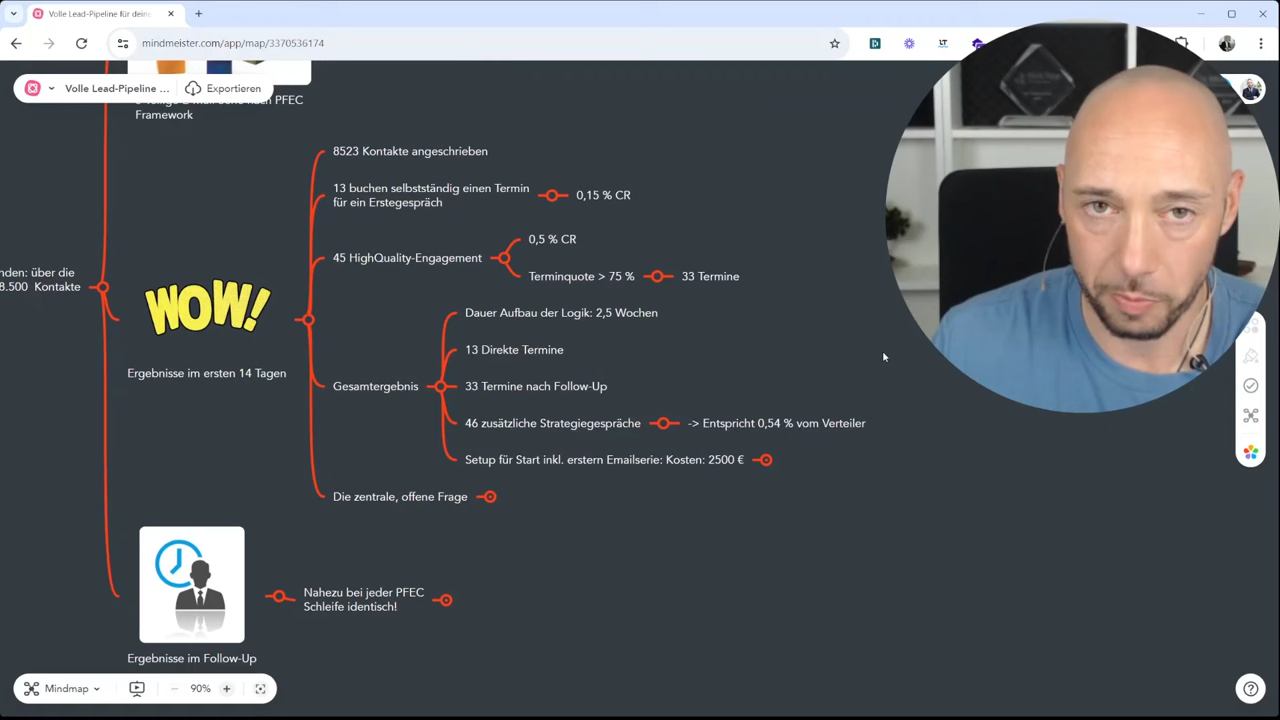 Volle Lead-Pipeline für deine
mindmeister.com/app/map/3370536174
LT
Volle Lead-Pipeline ...
Exportieren
Framework
8523 Kontakte angeschrieben
13 buchen selbstständig einen Termin
für ein Erstegespräch
0,15 % CR
45 HighQuality-Engagement
0,5 % CR
Terminquote > 75 %
33 Termine
nden: über die
8.500 Kontakte
WOW!
Ergebnisse im ersten 14 Tagen
Gesamtergebnis
Dauer Aufbau der Logik: 2,5 Wochen
13 Direkte Termine
33 Termine nach Follow-Up
46 zusätzliche Strategiegespräche
-> Entspricht 0,54 % vom Verteiler
Setup für Start inkl. erstern Emailserie: Kosten: 2500 €
Die zentrale, offene Frage
Nahezu bei jeder PFEC
Schleife identisch!
Ergebnisse im Follow-Up
Mindmap
90%